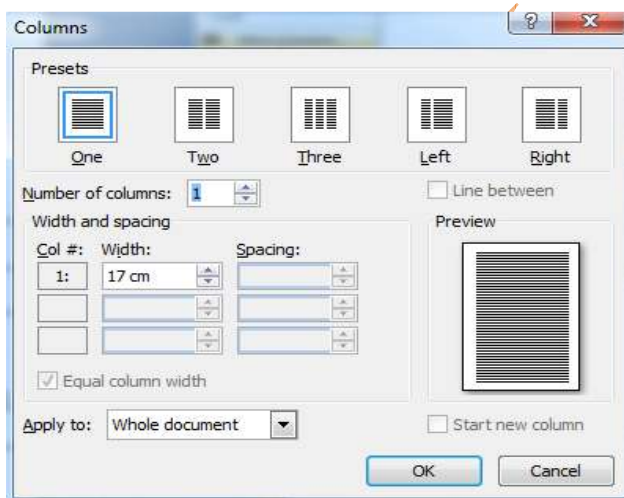 Columns
Presets
One Two Three Left Right
Number of columns: 1 Line between
Width and spacing Preview
Col #: Width: Spacing:
1: 17 cm
Equal column width
Apply to: Whole document Start new column
OK Cancel